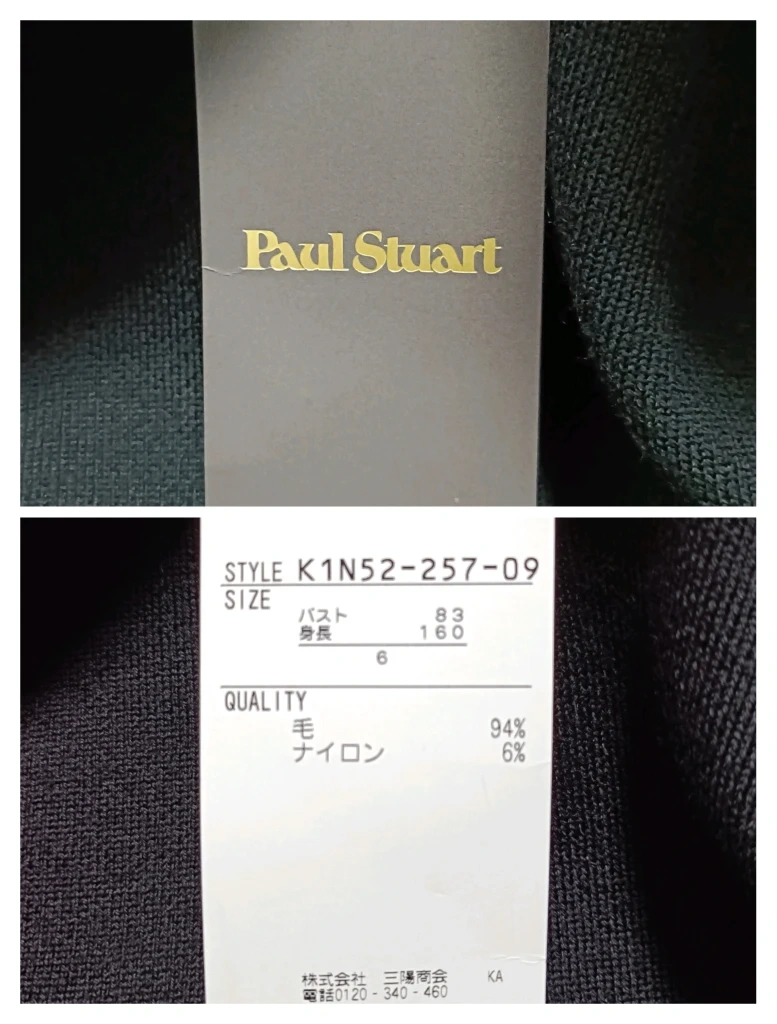 Paul Stuart
STYLE K1N52-257-09
SIZE
バスト 83
身長 160
6
QUALITY
毛 94%
ナイロン 6%
株式会社 三陽商会 KA
電話0120-340-460